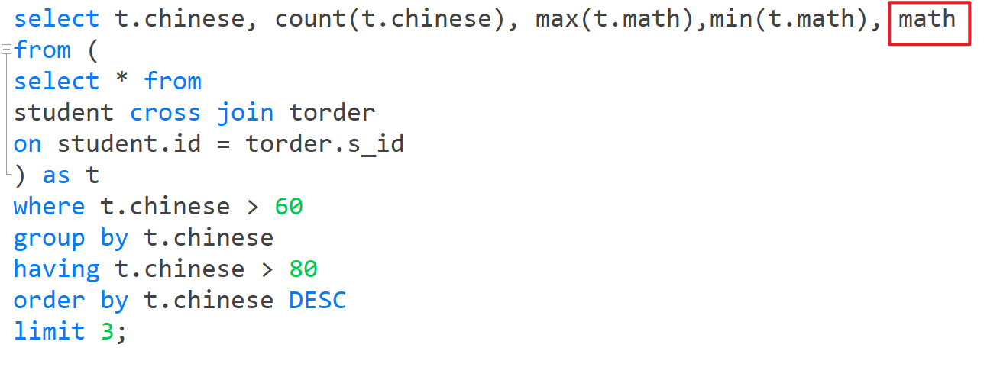 select t.chinese, count(t.chinese), max(t.math),min(t.math), math
from (
select * from
student cross join torder
on student.id = torder.s_id
) as t
where t.chinese > 60
group by t.chinese
having t.chinese > 80
order by t.chinese DESC
limit 3;